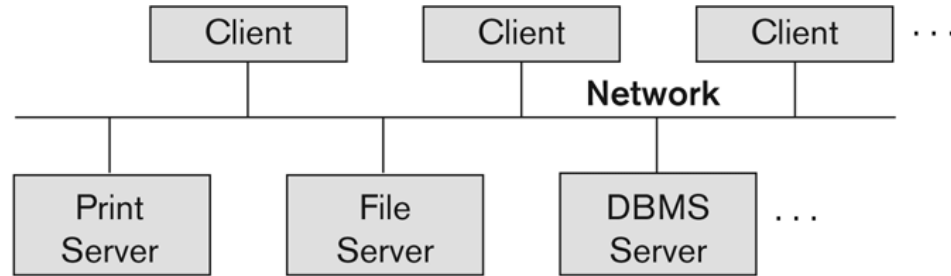 Client Client Client . . .
Network
Print File DBMS . . .
Server Server Server